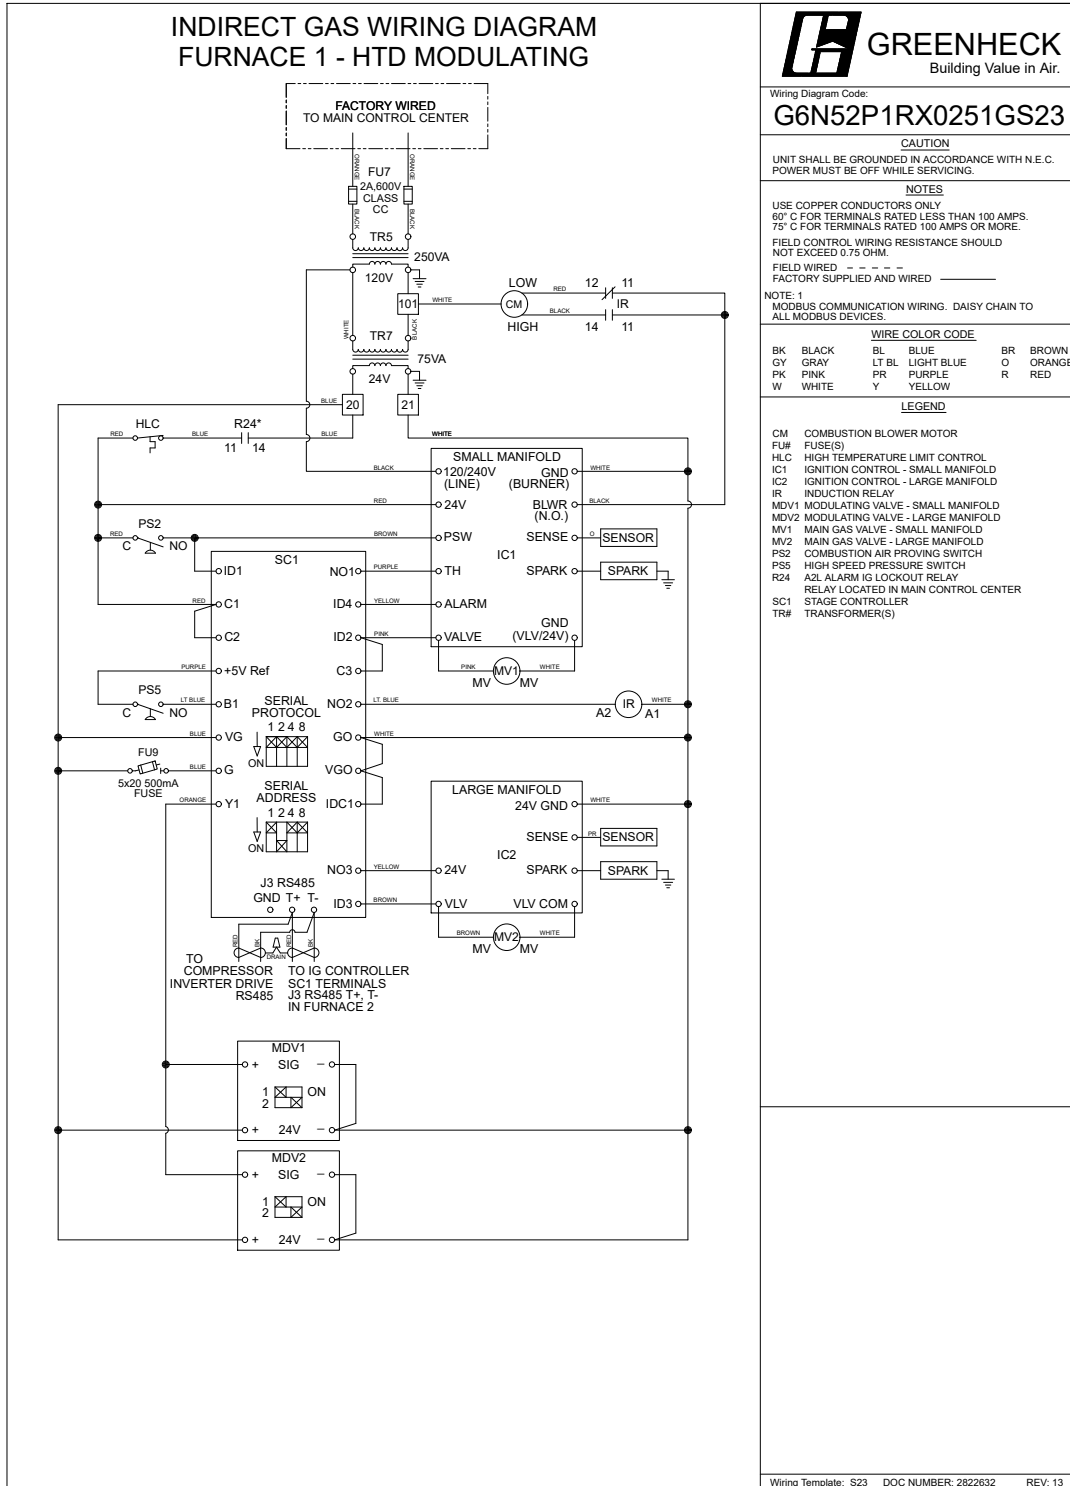 INDIRECT GAS WIRING DIAGRAM
FURNACE 1 - HTD MODULATING
FACTORY WIRED
TO MAIN CONTROL CENTER
ORANGE
ORANGE
FU7
2A,600V
CLASS
CC
BLACK
BLACK
TR5
250VA
120V
101
WHITE
WHITE
BLACK
TR7
75VA
24V
LOW
CM
HIGH
RED
12
11
IR
BLACK
14
11
BLUE
20
21
HLC
R24*
RED
BLUE
11
14
BLUE
WHITE
SMALL MANIFOLD
BLACK
120/240V
(LINE)
GND
(BURNER)
WHITE
RED
24V
BLWR
(N.O.)
BLACK
PS2
RED
C
NO
BROWN
PSW
SENSE
O
SENSOR
IC1
SC1
ID1
NO1
PURPLE
TH
SPARK
SPARK
RED
C1
ID4
YELLOW
ALARM
C2
ID2
PINK
VALVE
GND
(VLV/24V)
PURPLE
+5V Ref
C3
PINK
MV1
WHITE
MV
MV
PS5
C
NO
LT BLUE
B1
SERIAL
PROTOCOL
1 2 4 8
ON
NO2
LT. BLUE
IR
WHITE
A2
A1
BLUE
VG
GO
WHITE
FU9
5x20 500mA
FUSE
BLUE
G
VGO
SERIAL
ADDRESS
1 2 4 8
ON
ORANGE
Y1
IDC1
LARGE MANIFOLD
24V GND
WHITE
SENSE
PR
SENSOR
IC2
NO3
YELLOW
24V
SPARK
SPARK
J3 RS485
GND T+ T-
ID3
BROWN
VLV
VLV COM
BROWN
MV2
WHITE
MV
MV
RED
BK
DRAIN
RED
BK
TO
COMPRESSOR
INVERTER DRIVE
RS485
TO IG CONTROLLER
SC1 TERMINALS
J3 RS485 T+, T-
IN FURNACE 2
MDV1
+ SIG –
1
2
ON
+ 24V –
MDV2
+ SIG –
1
2
ON
+ 24V –
GREENHECK
Building Value in Air.
Wiring Diagram Code:
G6N52P1RX0251GS23
CAUTION
UNIT SHALL BE GROUNDED IN ACCORDANCE WITH N.E.C.
POWER MUST BE OFF WHILE SERVICING.
NOTES
USE COPPER CONDUCTORS ONLY
60° C FOR TERMINALS RATED LESS THAN 100 AMPS.
75° C FOR TERMINALS RATED 100 AMPS OR MORE.
FIELD CONTROL WIRING RESISTANCE SHOULD
NOT EXCEED 0.75 OHM.
FIELD WIRED
FACTORY SUPPLIED AND WIRED
NOTE: 1
MODBUS COMMUNICATION WIRING. DAISY CHAIN TO
ALL MODBUS DEVICES.
WIRE COLOR CODE
BK BLACK BL BLUE BR BROWN
GY GRAY LT BL LIGHT BLUE O ORANGE
PK PINK PR PURPLE R RED
W WHITE Y YELLOW
LEGEND
CM COMBUSTION BLOWER MOTOR
FU# FUSE(S)
HLC HIGH TEMPERATURE LIMIT CONTROL
IC1 IGNITION CONTROL - SMALL MANIFOLD
IC2 IGNITION CONTROL - LARGE MANIFOLD
IR INDUCTION RELAY
MDV1 MODULATING VALVE - SMALL MANIFOLD
MDV2 MODULATING VALVE - LARGE MANIFOLD
MV1 MAIN GAS VALVE - SMALL MANIFOLD
MV2 MAIN GAS VALVE - LARGE MANIFOLD
PS2 COMBUSTION AIR PROVING SWITCH
PS5 HIGH SPEED PRESSURE SWITCH
R24 A2L ALARM IG LOCKOUT RELAY
RELAY LOCATED IN MAIN CONTROL CENTER
SC1 STAGE CONTROLLER
TR# TRANSFORMER(S)
Wiring Template: S23 DOC NUMBER: 2822632 REV: 13